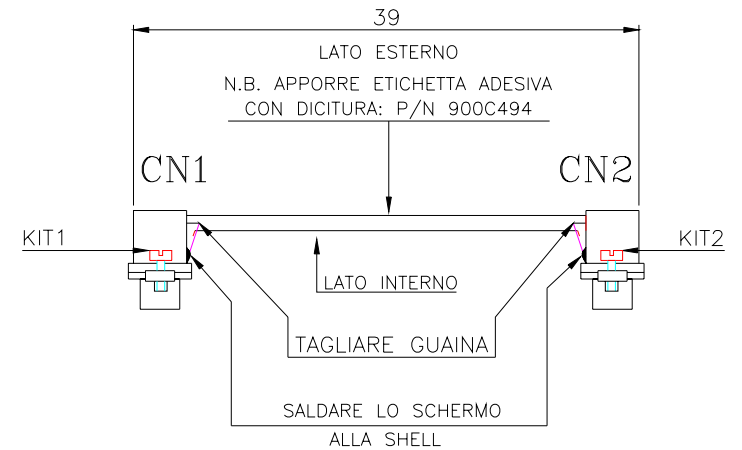 39
LATO ESTERNO
N.B. APPORRE ETICHETTA ADESIVA
CON DICITURA: P/N 900C494
CN1
CN2
KIT1
KIT2
LATO INTERNO
TAGLIARE GUAINA
SALDARE LO SCHERMO
ALLA SHELL